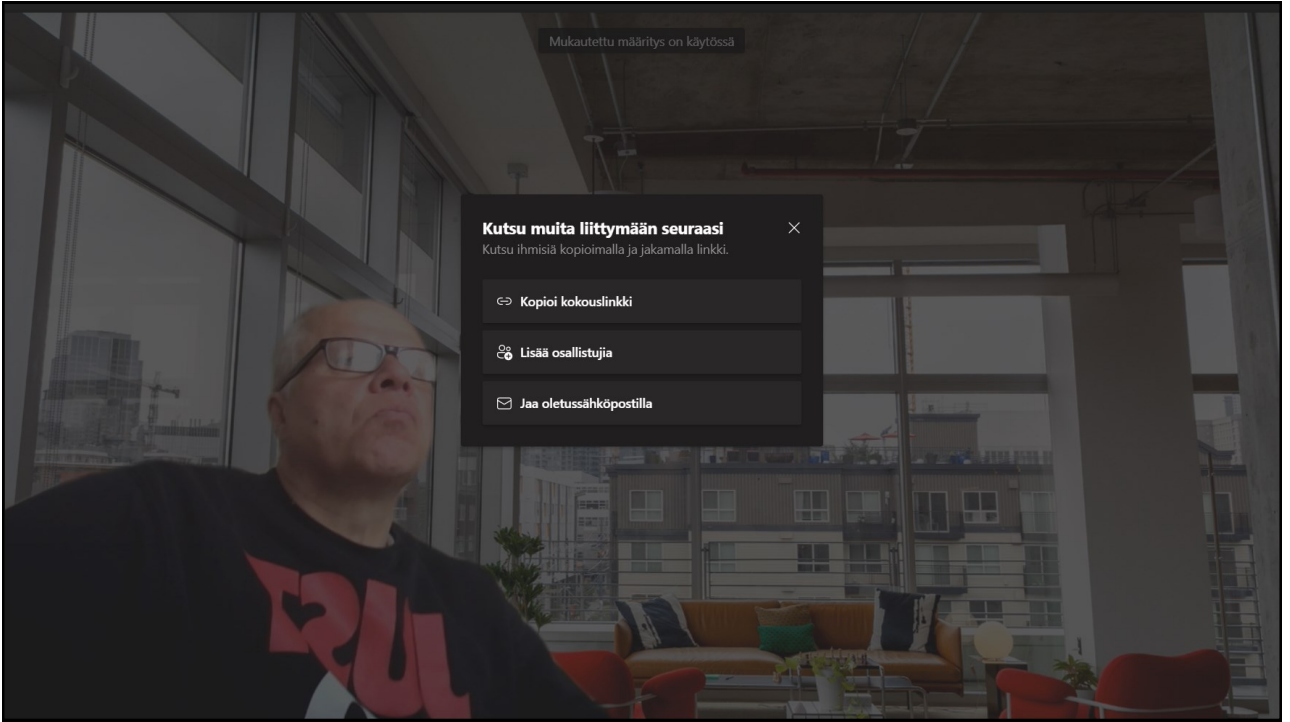 Mukautettu määritys on käytössä
Kutsu muita liittymään seuraasi
Kutsu ihmisiä kopioimalla ja jakamalla linkki.
Kopioi kokouslinkki
Lisää osallistujia
Jaa oletussähköpostilla